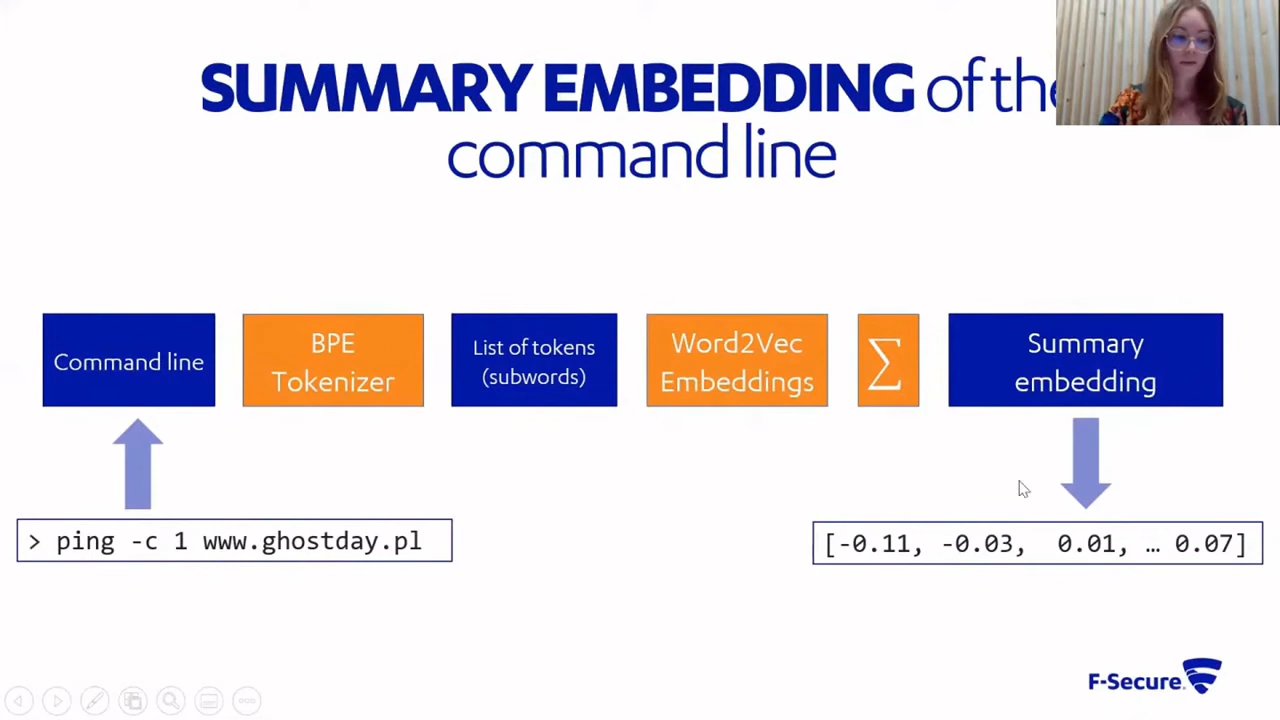 SUMMARY EMBEDDING of the
command line
Command line
BPE
Tokenizer
List of tokens
(subwords)
Word2Vec
Embeddings
∑
Summary
embedding
> ping -c 1 www.ghostday.pl
[-0.11, -0.03, 0.01, … 0.07]
F-Secure